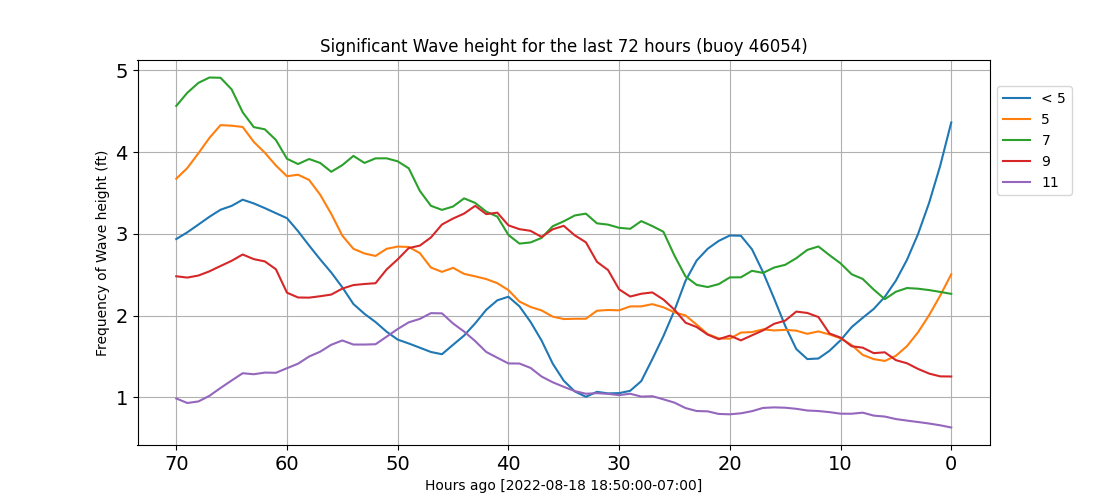 Significant Wave height for the last 72 hours (buoy 46054)
Frequency of Wave height (ft)
5
4
3
2
1
70 60 50 40 30 20 10 0
Hours ago [2022-08-18 18:50:00-07:00]
< 5
5
7
9
11